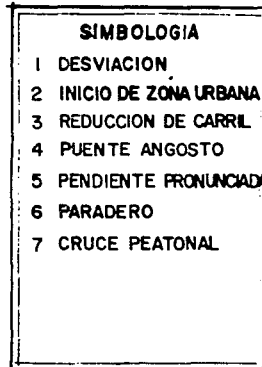 SIMBOLOGIA
1 DESVIACION
2 INICIO DE ZONA URBANA
3 REDUCCION DE CARRIL
4 PUENTE ANGOSTO
5 PENDIENTE PRONUNCIAD
6 PARADERO
7 CRUCE PEATONAL